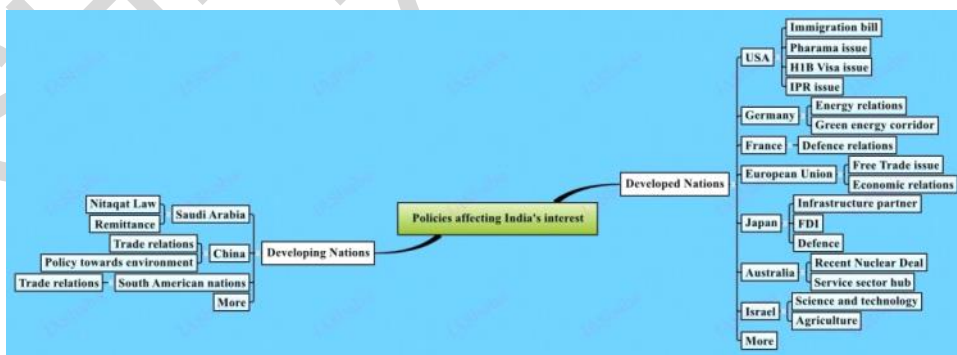 Policies affecting India's interest
Developed Nations
USA
Immigration bill
Pharama issue
H1B Visa issue
IPR issue
Germany
Energy relations
Green energy corridor
France
Defence relations
European Union
Free Trade issue
Economic relations
Japan
Infrastructure partner
FDI
Defence
Australia
Recent Nuclear Deal
Service sector hub
Israel
Science and technology
Agriculture
More
Developing Nations
Saudi Arabia
Nitaqat Law
Remittance
China
Trade relations
Policy towards environment
South American nations
Trade relations
More